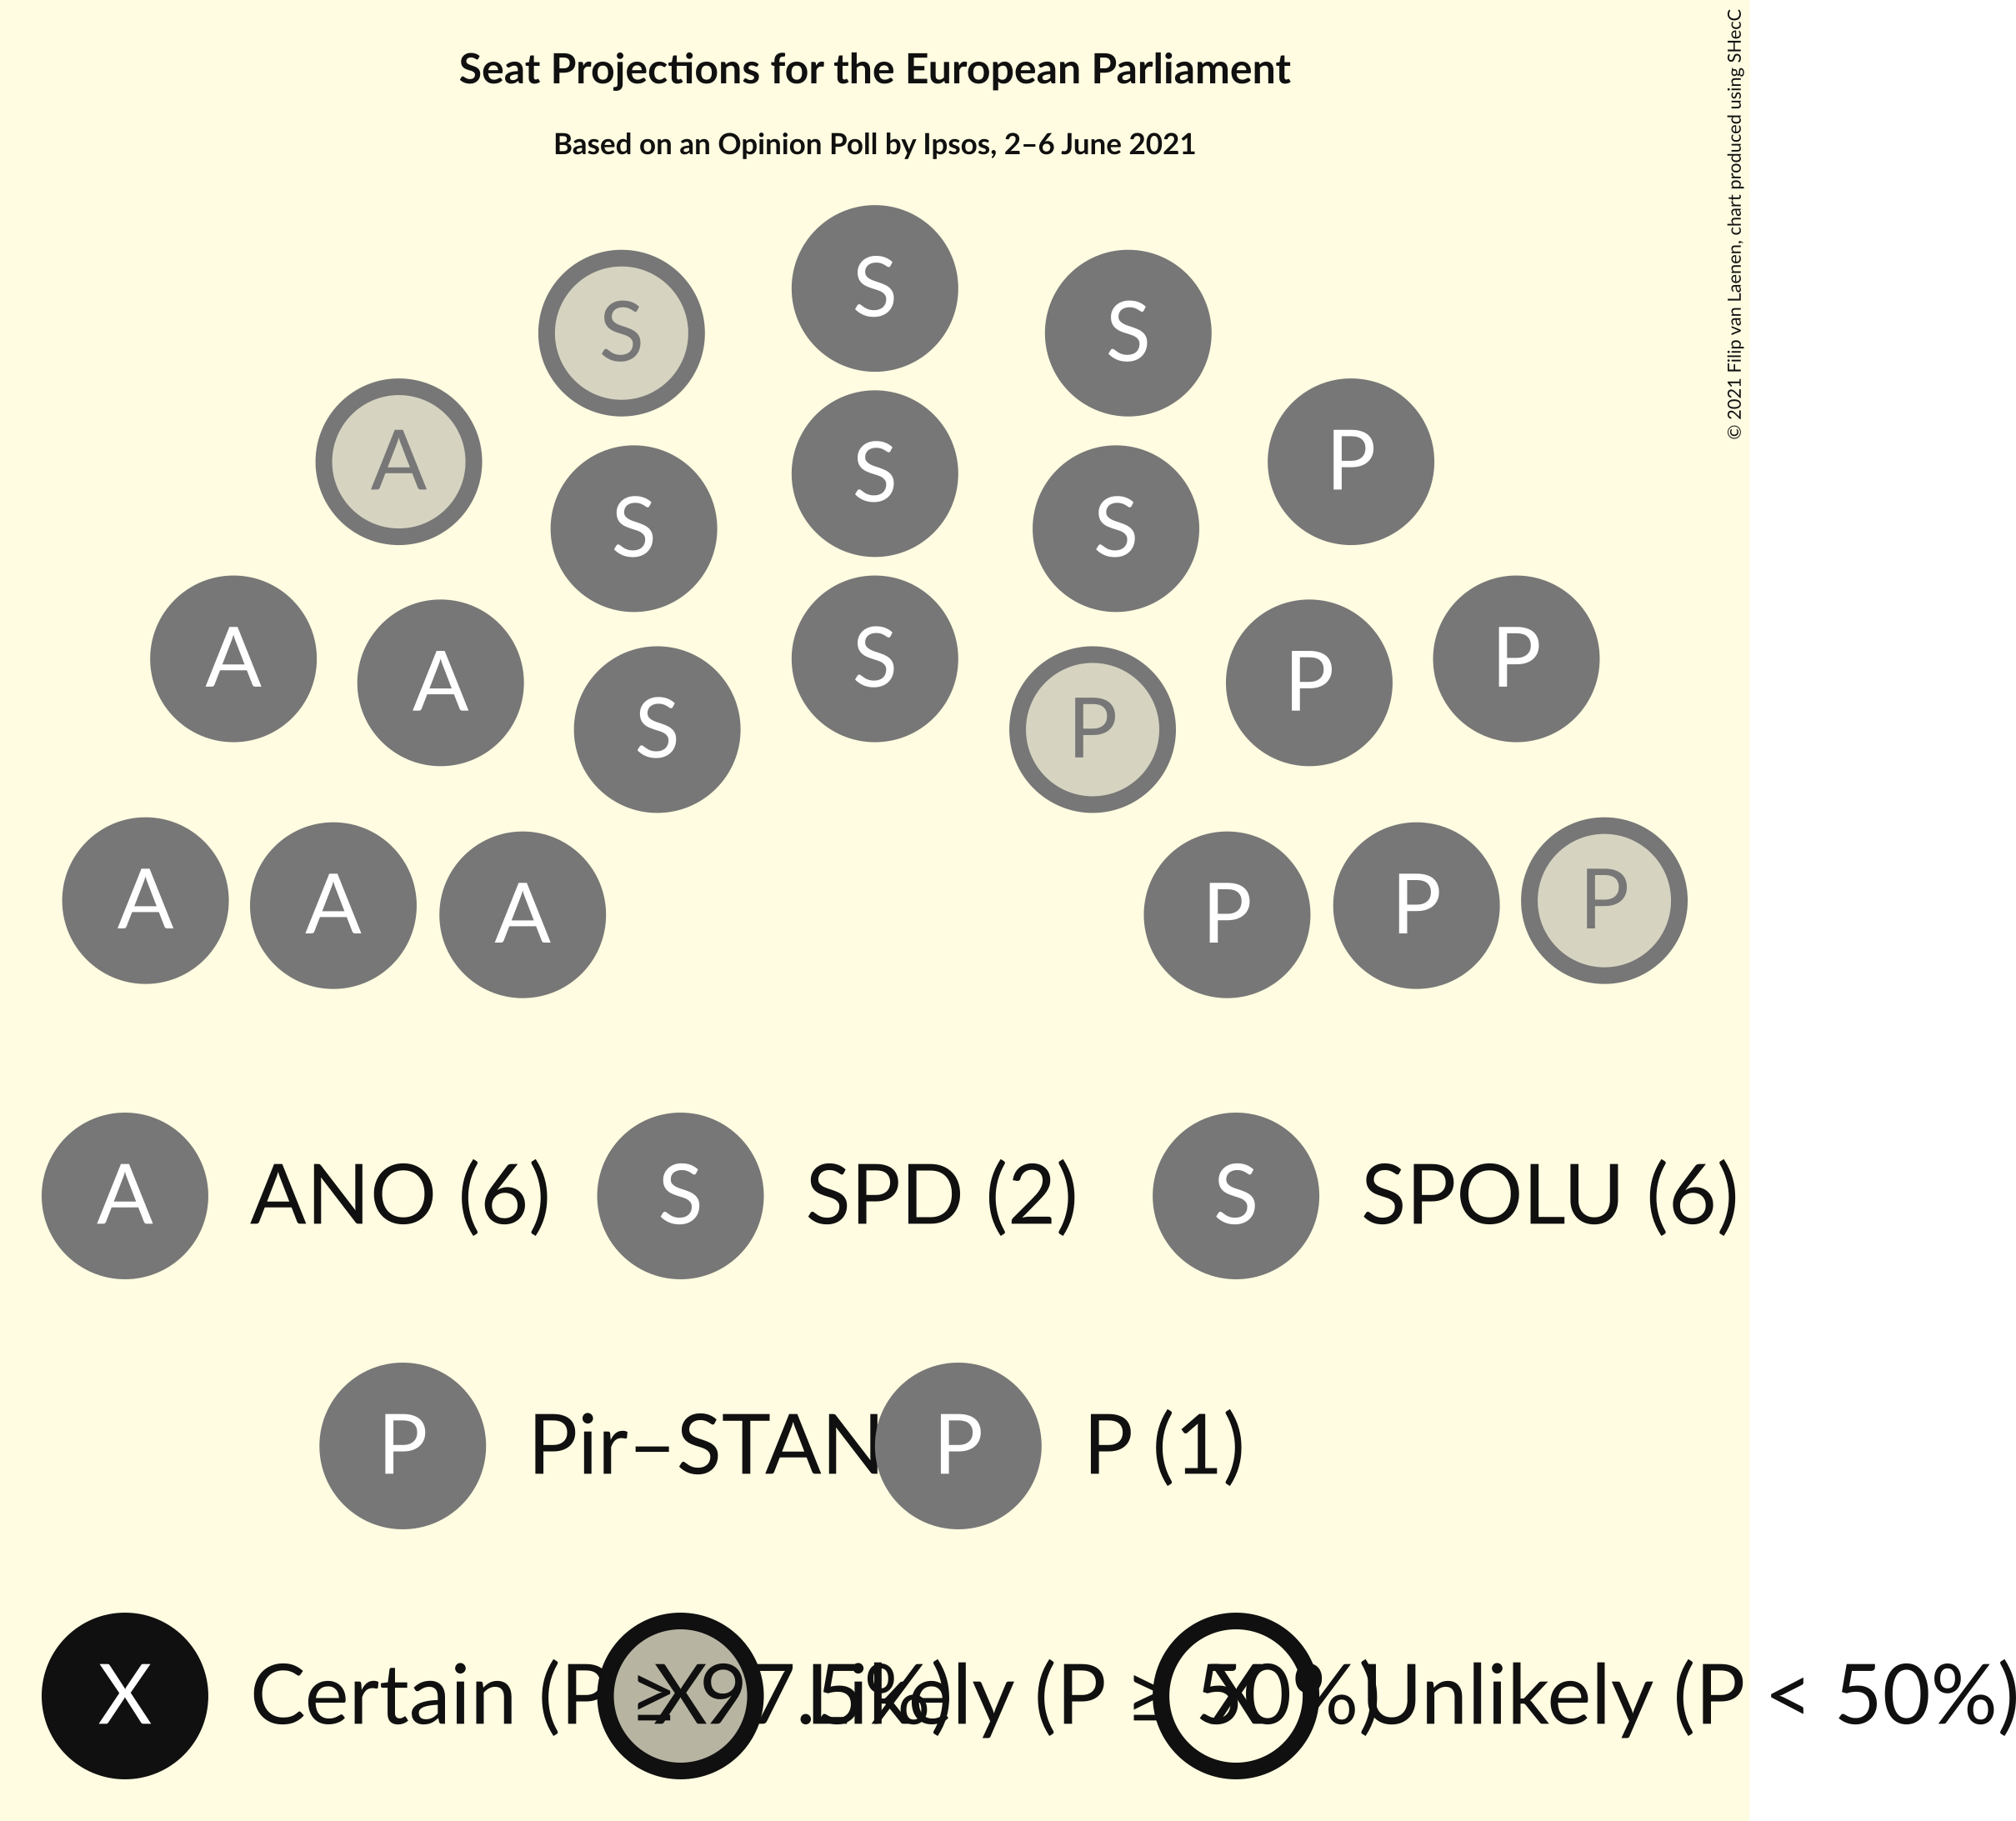 Seat Projections for the European Parliament
Based on an Opinion Poll by Ipsos, 2–6 June 2021
© 2021 Filip van Laenen, chart produced using SHecC
S
S S
A P
S
S S
A S P
A P
S P
A A A P P P
A ANO (6) S SPD (2) S SPOLU (6)
P Pir–STAN P P (1)
X Certain (P X Likely (P ≥ 50%) X Unlikely (P < 50%)